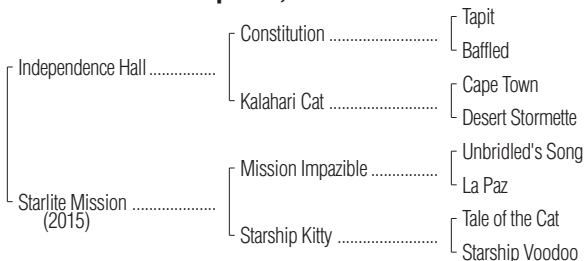 Tapit
Constitution ..................
Baffled
Independence Hall ................
Cape Town
Kalahari Cat ..................
Desert Stormette
Unbridled's Song
Mission Impazible .................
La Paz
Starlite Mission .....................
(2015)
Tale of the Cat
Starship Kitty .........................
Starship Voodoo